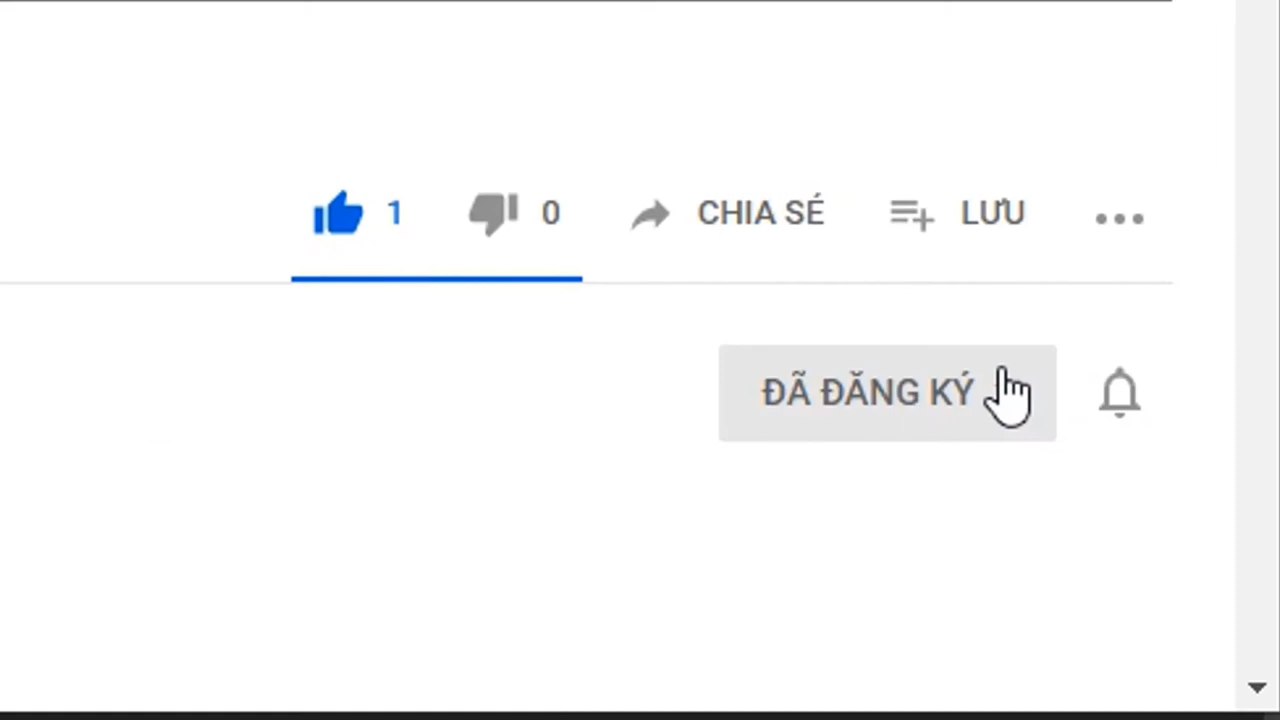 1 0 CHIA SẺ LƯU
ĐÃ ĐĂNG KÝ